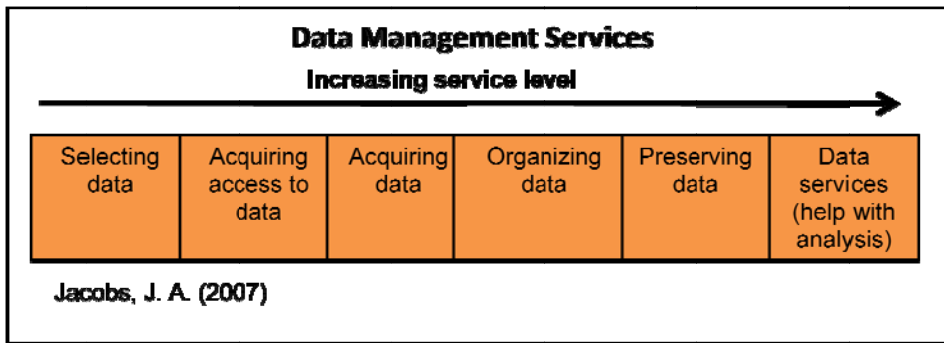 Data Management Services
Increasing service level
Selecting
data
Acquiring
access to
data
Acquiring
data
Organizing
data
Preserving
data
Data
services
(help with
analysis)
Jacobs, J. A. (2007)